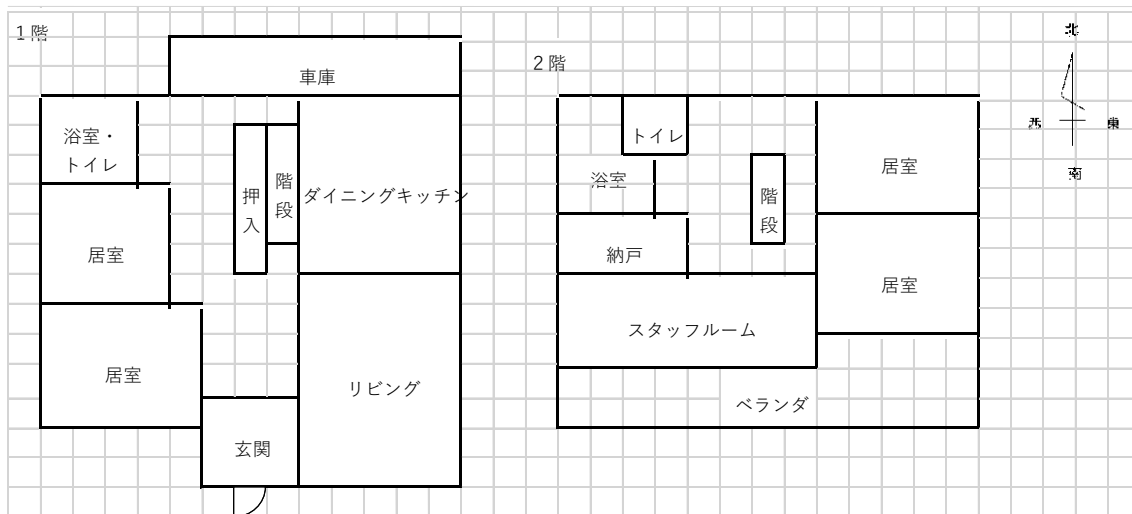 1階
車庫
浴室・
トイレ
押入
階段
ダイニングキッチン
居室
居室
リビング
玄関
2階
トイレ
浴室
階段
居室
納戸
居室
スタッフルーム
ベランダ
北
西
東
南